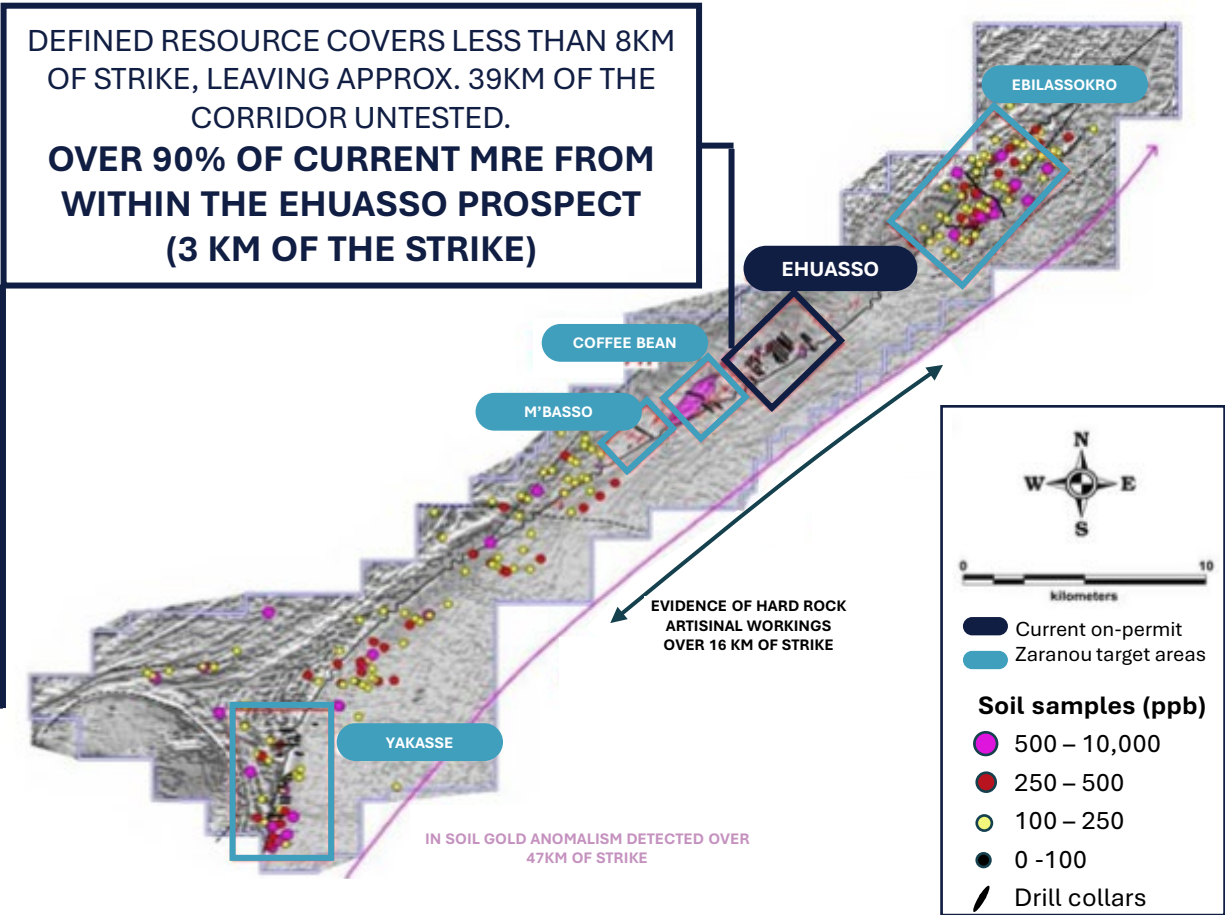 DEFINED RESOURCE COVERS LESS THAN 8KM
OF STRIKE, LEAVING APPROX. 39KM OF THE
CORRIDOR UNTESTED.
OVER 90% OF CURRENT MRE FROM
WITHIN THE EHUASSO PROSPECT
(3 KM OF THE STRIKE)
EBILASSOKRO
EHUASSO
COFFEE BEAN
M’BASSO
YAKASSE
EVIDENCE OF HARD ROCK
ARTISINAL WORKINGS
OVER 16 KM OF STRIKE
IN SOIL GOLD ANOMALISM DETECTED OVER
47KM OF STRIKE
N
W E
S
0 10
kilometers
Current on-permit
Zaranou target areas
Soil samples (ppb)
500 – 10,000
250 – 500
100 – 250
0 -100
Drill collars